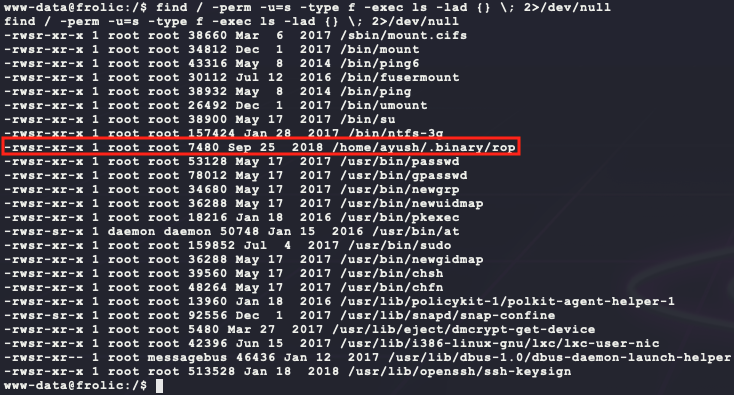 www-data@frolic:/$ find / -perm -u=s -type f -exec ls -lad {} \; 2>/dev/null
find / -perm -u=s -type f -exec ls -lad {} \; 2>/dev/null
-rwsr-xr-x 1 root root 38660 Mar  6  2017 /sbin/mount.cifs
-rwsr-xr-x 1 root root 34812 Dec  1  2017 /bin/mount
-rwsr-xr-x 1 root root 43316 May  8  2014 /bin/ping6
-rwsr-xr-x 1 root root 30112 Jul 12  2016 /bin/fusermount
-rwsr-xr-x 1 root root 38932 May  8  2014 /bin/ping
-rwsr-xr-x 1 root root 26492 Dec  1  2017 /bin/umount
-rwsr-xr-x 1 root root 38900 May 17  2017 /bin/su
-rwsr-xr-x 1 root root 157424 Jan 28  2017 /bin/ntfs-3g
-rwsr-xr-x 1 root root 7480 Sep 25  2018 /home/ayush/.binary/rop
-rwsr-xr-x 1 root root 53128 May 17  2017 /usr/bin/passwd
-rwsr-xr-x 1 root root 78012 May 17  2017 /usr/bin/gpasswd
-rwsr-xr-x 1 root root 34680 May 17  2017 /usr/bin/newgrp
-rwsr-xr-x 1 root root 36288 May 17  2017 /usr/bin/newuidmap
-rwsr-xr-x 1 root root 18216 Jan 18  2016 /usr/bin/pkexec
-rwsr-sr-x 1 daemon daemon 50748 Jan 15  2016 /usr/bin/at
-rwsr-xr-x 1 root root 159852 Jul  4  2017 /usr/bin/sudo
-rwsr-xr-x 1 root root 36288 May 17  2017 /usr/bin/newgidmap
-rwsr-xr-x 1 root root 39560 May 17  2017 /usr/bin/chsh
-rwsr-xr-x 1 root root 48264 May 17  2017 /usr/bin/chfn
-rwsr-xr-x 1 root root 13960 Jan 18  2016 /usr/lib/policykit-1/polkit-agent-helper-1
-rwsr-sr-x 1 root root 92556 Dec  1  2017 /usr/lib/snapd/snap-confine
-rwsr-xr-x 1 root root 5480 Mar 27  2017 /usr/lib/eject/dmcrypt-get-device
-rwsr-xr-x 1 root root 42396 Jun 15  2017 /usr/lib/i386-linux-gnu/lxc/lxc-user-nic
-rwsr-xr-- 1 root messagebus 46436 Jan 12  2017 /usr/lib/dbus-1.0/dbus-daemon-launch-helper
-rwsr-xr-x 1 root root 513528 Jan 18  2018 /usr/lib/openssh/ssh-keysign
www-data@frolic:/$